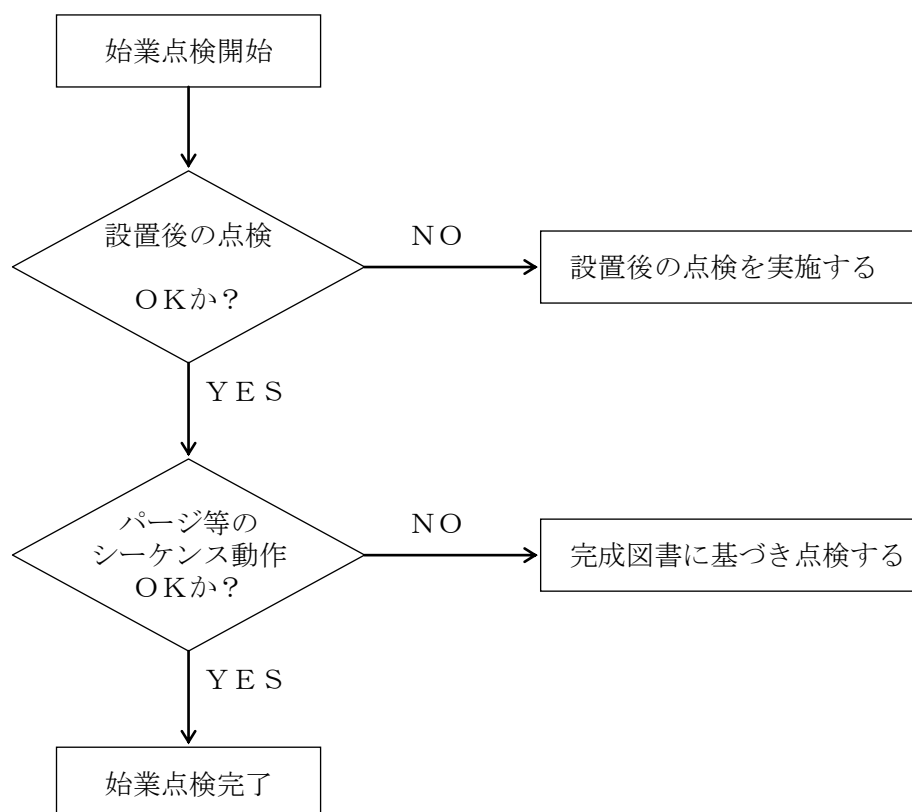 始業点検開始
設置後の点検
ＯＫか？
ＮＯ
設置後の点検を実施する
ＹＥＳ
パージ等の
シーケンス動作
ＯＫか？
ＮＯ
完成図書に基づき点検する
ＹＥＳ
始業点検完了